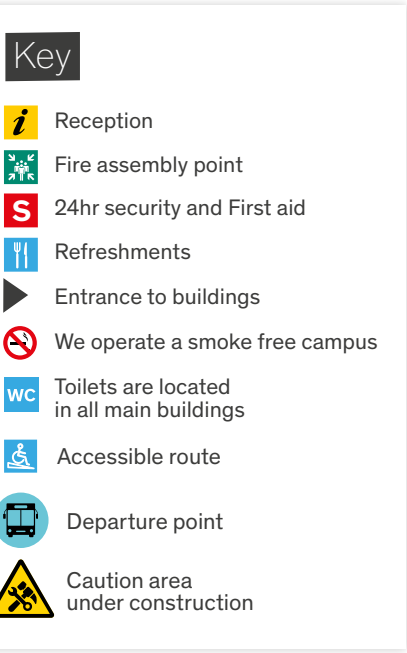 Key
i Reception
Fire assembly point
S 24hr security and First aid
Refreshments
Entrance to buildings
We operate a smoke free campus
WC Toilets are located
in all main buildings
Accessible route
Departure point
Caution area
under construction